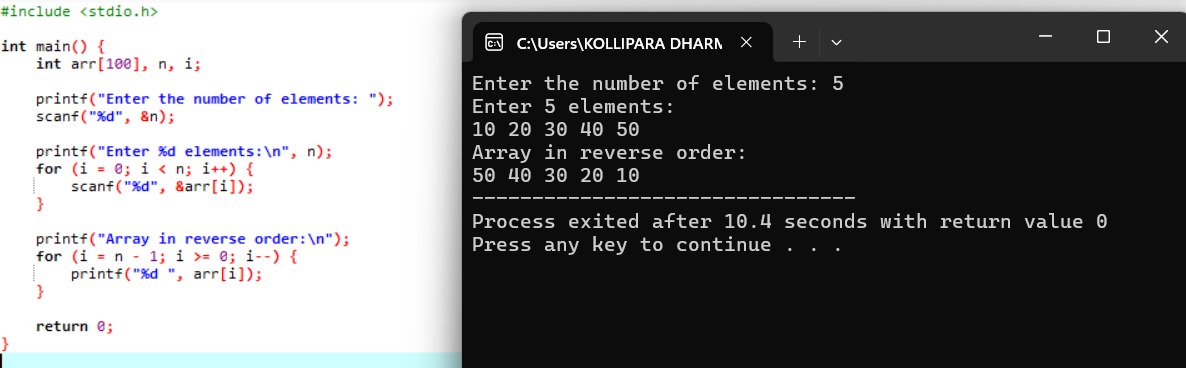 #include <stdio.h>
int main() {
    int arr[100], n, i;
    printf("Enter the number of elements: ");
    scanf("%d", &n);
    printf("Enter %d elements:\n", n);
    for (i = 0; i < n; i++) {
        scanf("%d", &arr[i]);
    }
    printf("Array in reverse order:\n");
    for (i = n - 1; i >= 0; i--) {
        printf("%d ", arr[i]);
    }
    return 0;
}
C:\Users\KOLLIPARA DHARM
Enter the number of elements: 5
Enter 5 elements:
10 20 30 40 50
Array in reverse order:
50 40 30 20 10
--------------------------------
Process exited after 10.4 seconds with return value 0
Press any key to continue . . .